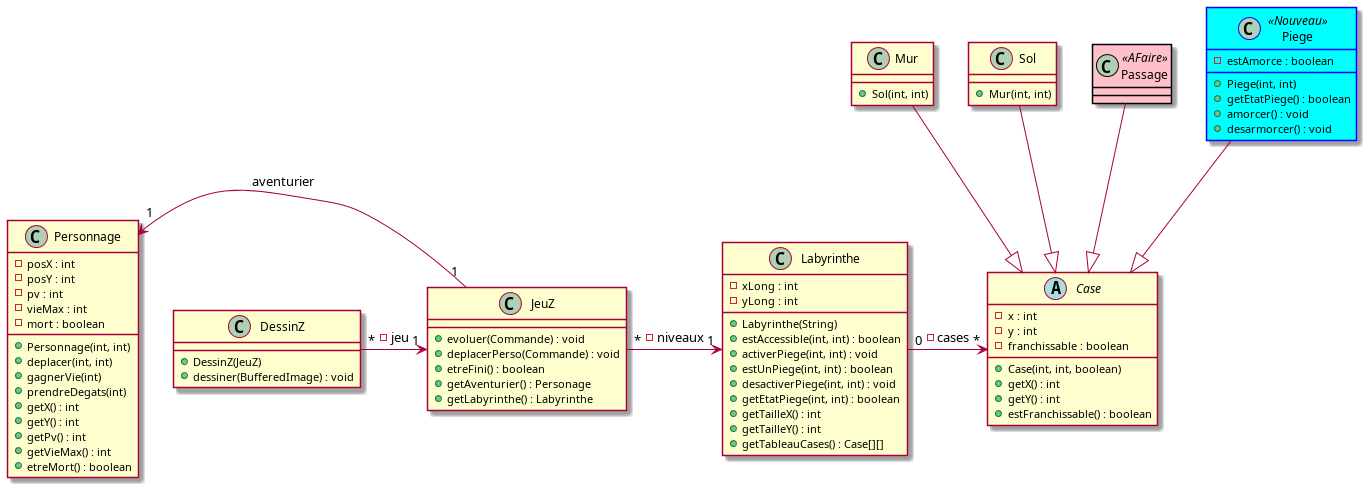 C Personnage
posX : int
posY : int
pv : int
vieMax : int
mort : boolean
Personnage(int, int)
deplacer(int, int)
gagnerVie(int)
prendreDegats(int)
getX() : int
getY() : int
getPv() : int
getVieMax() : int
etreMort() : boolean
aventurier
1
1
C DessinZ
DessinZ(JeuZ)
dessiner(BufferedImage) : void
* jeu 1
C JeuZ
evoluer(Commande) : void
deplacerPerso(Commande) : void
etreFini() : boolean
getAventurier() : Personage
getLabyrinthe() : Labyrinthe
* niveaux 1
C Labyrinthe
xLong : int
yLong : int
Labyrinthe(String)
estAccessible(int, int) : boolean
activerPiege(int, int) : void
estUnPiege(int, int) : boolean
desactiverPiege(int, int) : void
getEtatPiege(int, int) : boolean
getTailleX() : int
getTailleY() : int
getTableauCases() : Case[][]
0 cases *
C Mur
Sol(int, int)
C Sol
Mur(int, int)
C «AFaire»
Passage
C «Nouveau»
Piege
estAmorce : boolean
Piege(int, int)
getEtatPiege() : boolean
amorcer() : void
desarmorcer() : void
A Case
x : int
y : int
franchissable : boolean
Case(int, int, boolean)
getX() : int
getY() : int
estFranchissable() : boolean